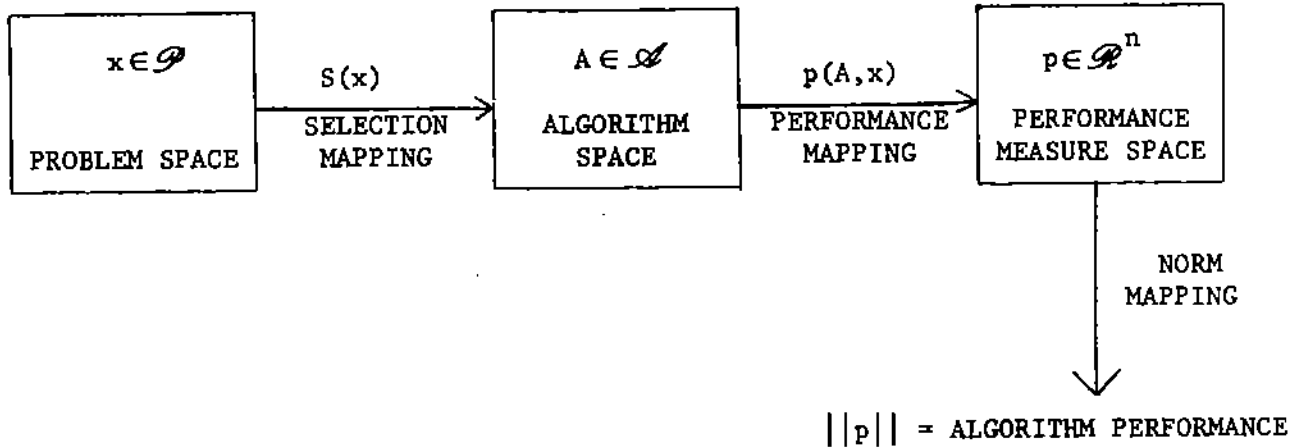 x ∈ 𝒫
PROBLEM SPACE
S(x)
SELECTION
MAPPING
A ∈ 𝒜
ALGORITHM
SPACE
p(A,x)
PERFORMANCE
MAPPING
p ∈ ℛⁿ
PERFORMANCE
MEASURE SPACE
NORM
MAPPING
||p|| = ALGORITHM PERFORMANCE